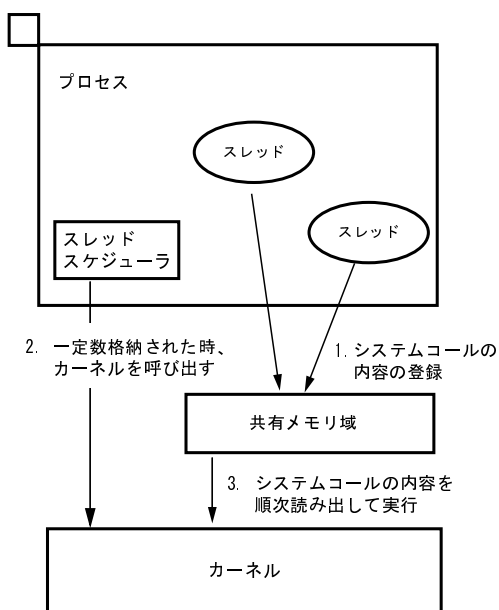 プロセス
スレッド
スレッド
スレッド
スケジューラ
2. 一定数格納された時、
カーネルを呼び出す
1. システムコールの
内容の登録
共有メモリ域
3. システムコールの内容を
順次読み出して実行
カーネル